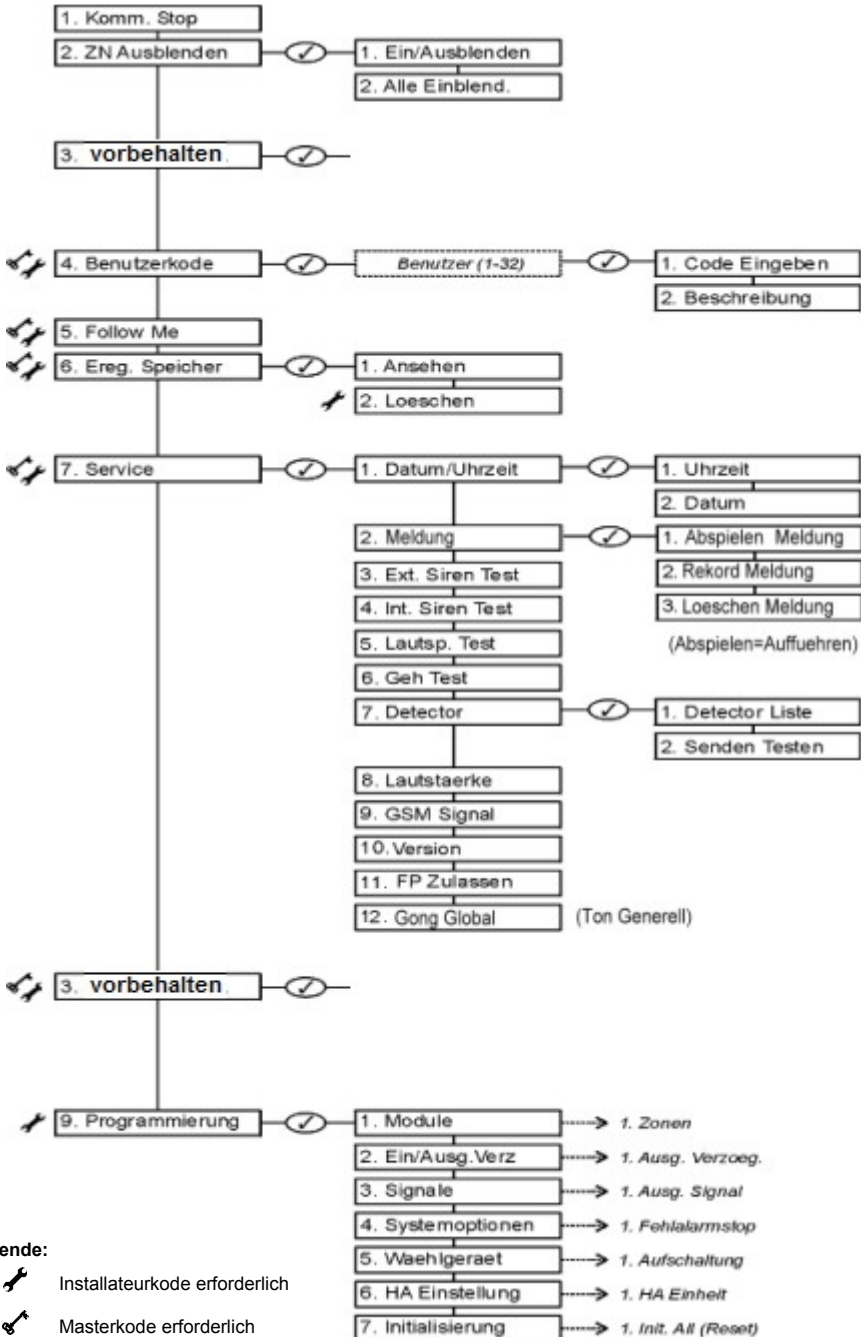 1. Komm. Stop
2. ZN Ausblenden
1. Ein/Ausblenden
2. Alle Einblend.
3. vorbehalten.
4. Benutzerkode
Benutzer (1-32)
1. Code Eingeben
2. Beschreibung
5. Follow Me
6. Ereg. Speicher
1. Ansehen
2. Loeschen
7. Service
1. Datum/Uhrzeit
1. Uhrzeit
2. Datum
2. Meldung
1. Abspielen Meldung
2. Rekord Meldung
3. Loeschen Meldung
(Abspielen=Auffuehren)
3. Ext. Siren Test
4. Int. Siren Test
5. Lautsp. Test
6. Geh Test
7. Detector
1. Detector Liste
2. Senden Testen
8. Lautstaerke
9. GSM Signal
10. Version
11. FP Zulassen
12. Gong Global
(Ton Generell)
3. vorbehalten.
9. Programmierung
1. Module
1. Zonen
2. Ein/Ausg.Verz
1. Ausg. Verzoeg.
3. Signale
1. Ausg. Signal
4. Systemoptionen
1. Fehlalarmstop
5. Waehlgeraet
1. Aufschaltung
6. HA Einstellung
1. HA Einheit
7. Initialisierung
1. Init. All (Reset)
ende:
Installateurkode erforderlich
Masterkode erforderlich